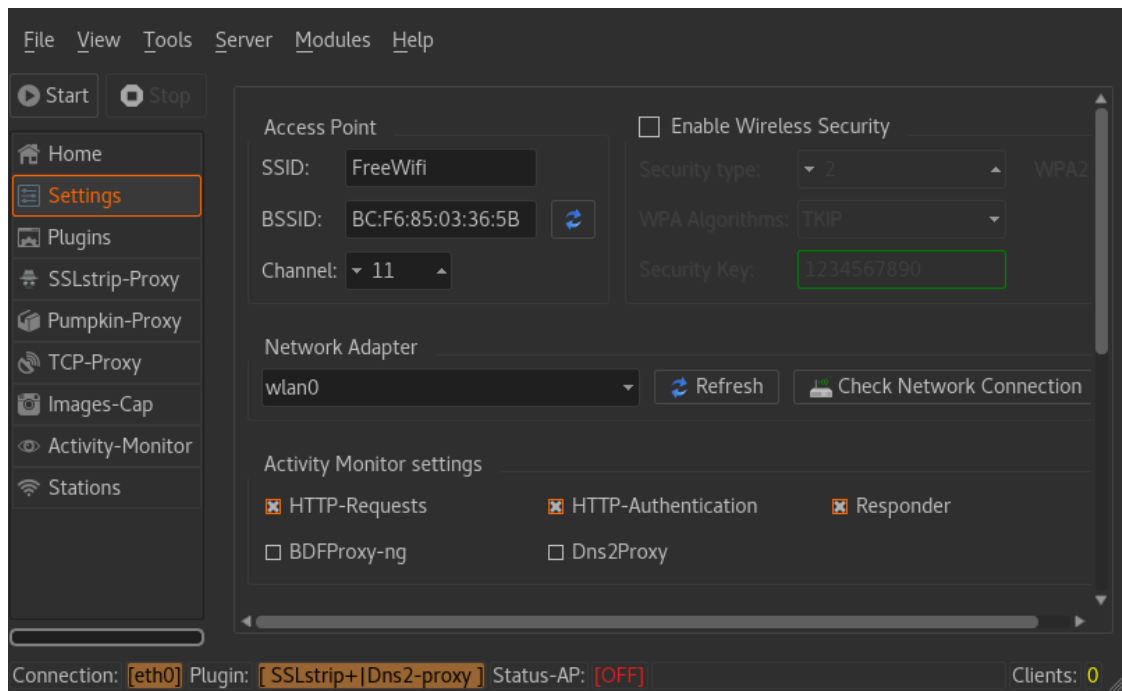 File View Tools Server Modules Help
Start Stop
Home
Settings
Plugins
SSLstrip-Proxy
Pumpkin-Proxy
TCP-Proxy
Images-Cap
Activity-Monitor
Stations
Access Point
SSID: FreeWifi
BSSID: BC:F6:85:03:36:5B
Channel: 11
Enable Wireless Security
Security type: 2 WPA2
WPA Algorithms: TKIP
Security Key: 1234567890
Network Adapter
wlan0 Refresh Check Network Connection
Activity Monitor settings
HTTP-Requests HTTP-Authentication Responder
BDFProxy-ng Dns2Proxy
Connection: [eth0] Plugin: [ SSLstrip+|Dns2-proxy ] Status-AP: [OFF] Clients: 0